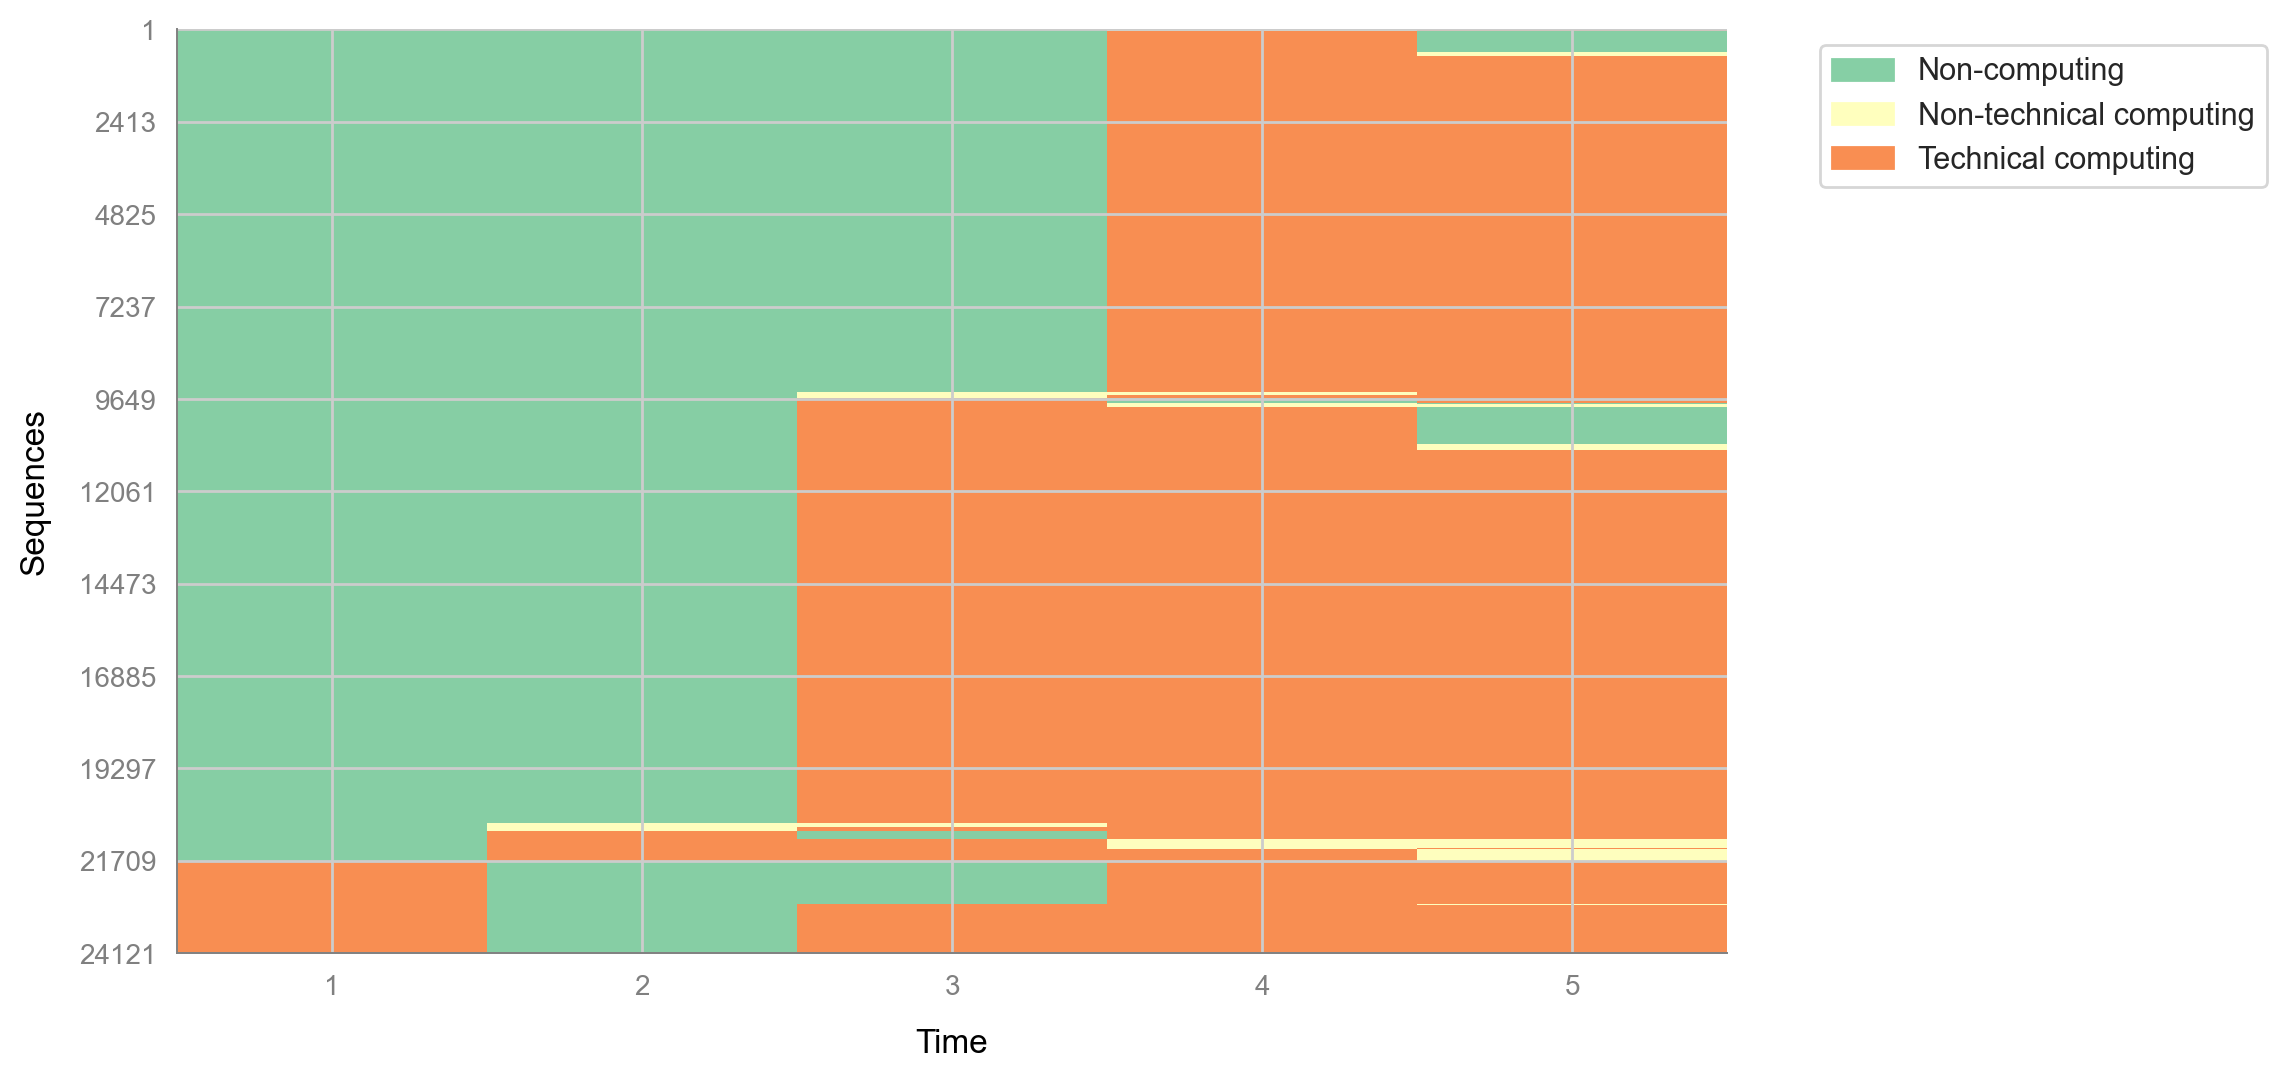 1
2413
4825
7237
9649
12061
14473
16885
19297
21709
24121
Sequences
1 2 3 4 5
Time
Non-computing
Non-technical computing
Technical computing